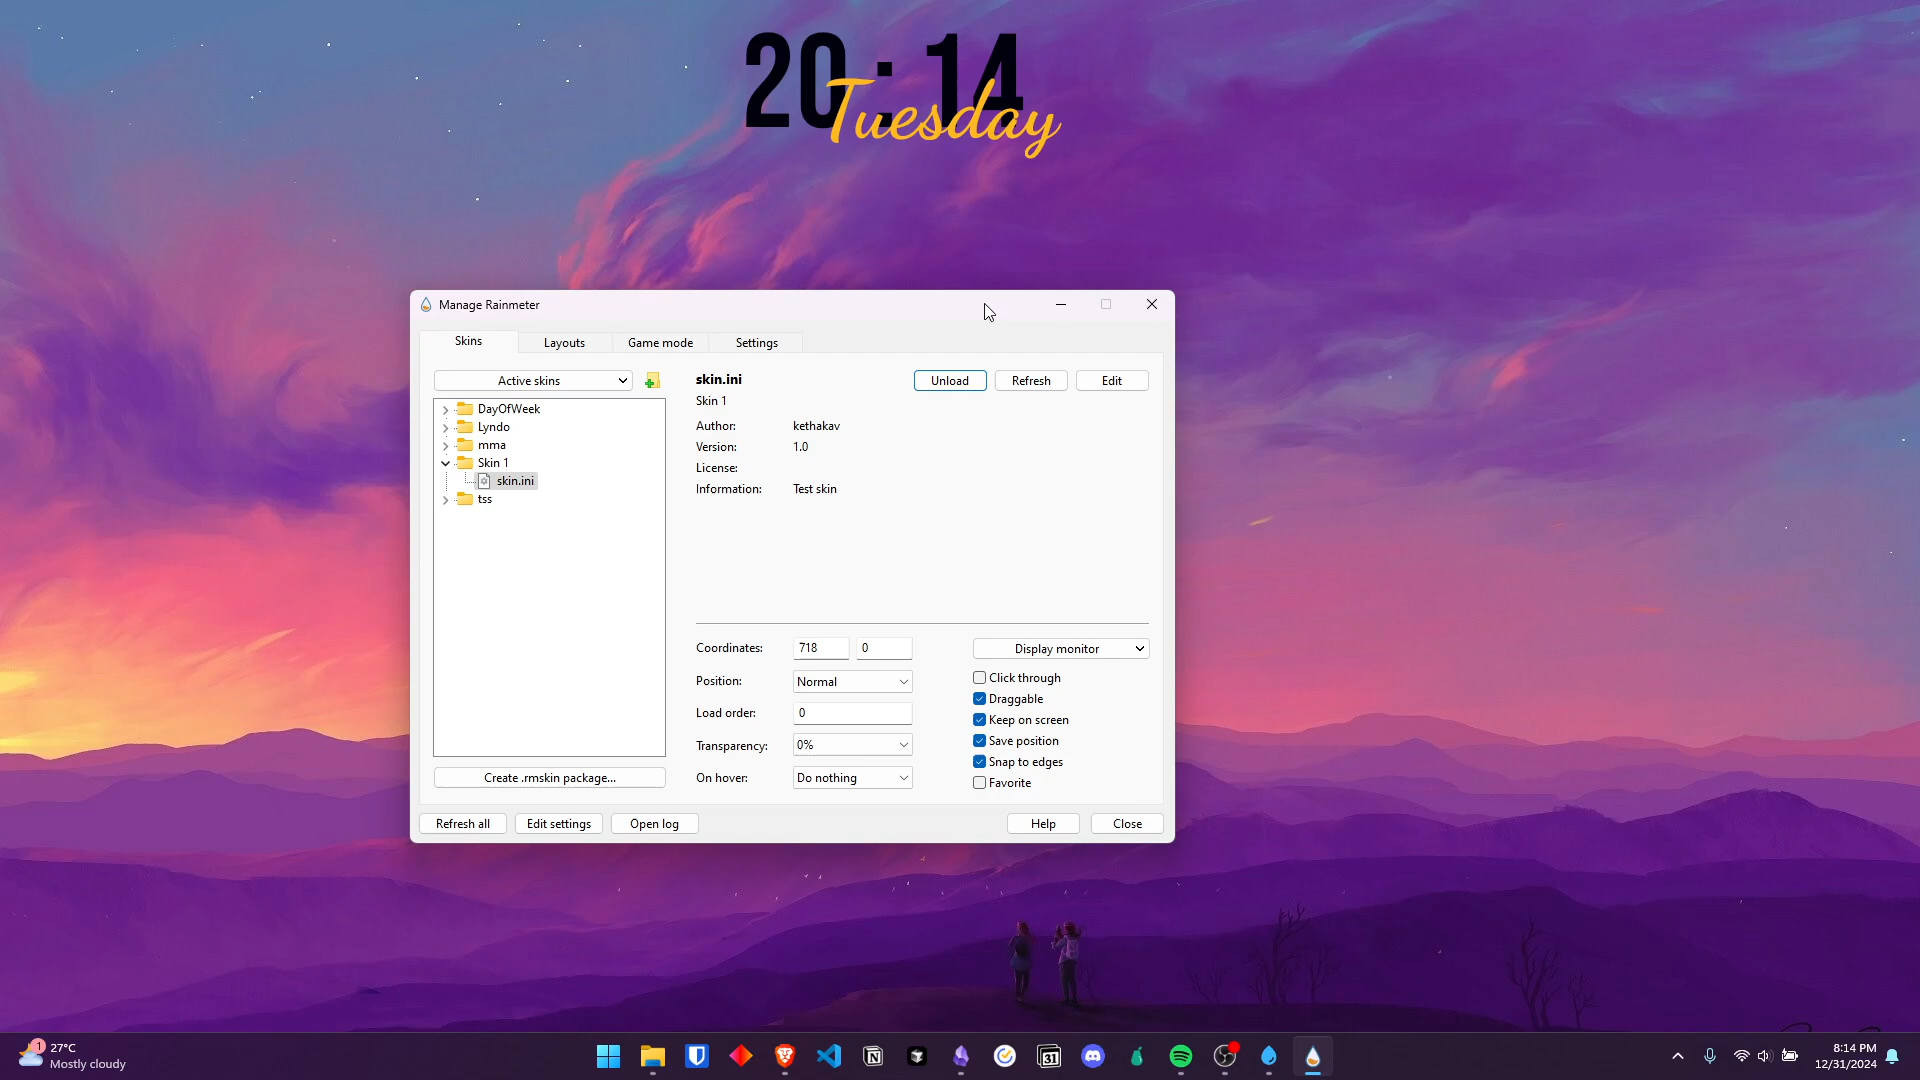 20:14
Tuesday
Manage Rainmeter
Skins
Layouts
Game mode
Settings
Active skins
DayOfWeek
Lyndo
mma
Skin 1
skin.ini
tss
Create .rmskin package...
skin.ini
Unload
Refresh
Edit
Skin 1
Author: kethakav
Version: 1.0
License:
Information: Test skin
Coordinates: 718 0
Position: Normal
Load order: 0
Transparency: 0%
On hover: Do nothing
Display monitor
Click through
Draggable
Keep on screen
Save position
Snap to edges
Favorite
Refresh all
Edit settings
Open log
Help
Close
1
27°C
Mostly cloudy
31
8:14 PM
12/31/2024